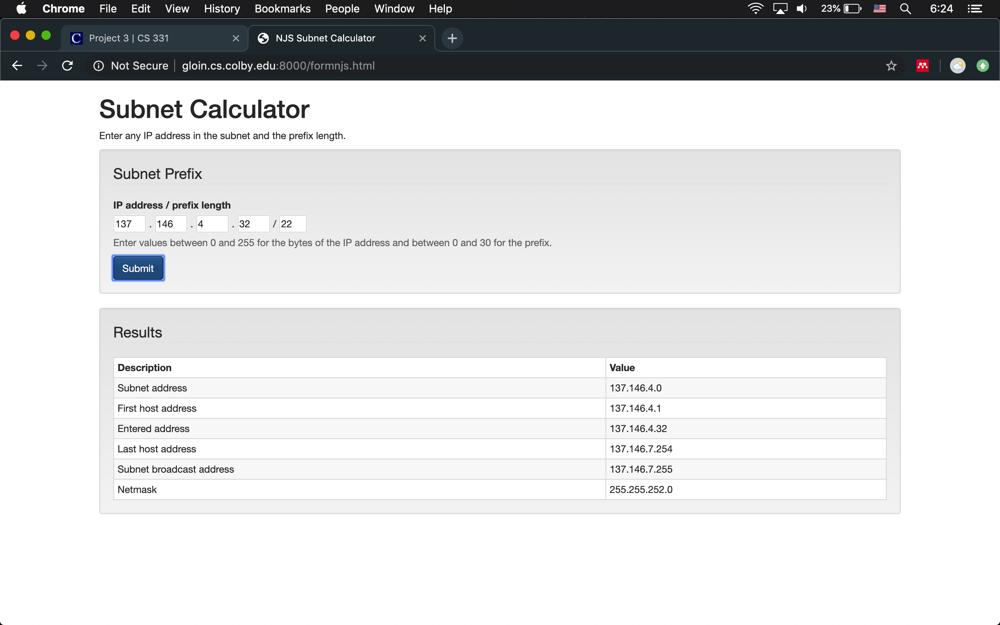 Chrome File Edit View History Bookmarks People Window Help 23% 6:24
C Project 3 | CS 331 NJS Subnet Calculator
Not Secure gloin.cs.colby.edu:8000/formnjs.html
Subnet Calculator
Enter any IP address in the subnet and the prefix length.
Subnet Prefix
IP address / prefix length
137 . 146 . 4 . 32 / 22
Enter values between 0 and 255 for the bytes of the IP address and between 0 and 30 for the prefix.
Submit
Results
Description Value
Subnet address 137.146.4.0
First host address 137.146.4.1
Entered address 137.146.4.32
Last host address 137.146.7.254
Subnet broadcast address 137.146.7.255
Netmask 255.255.252.0